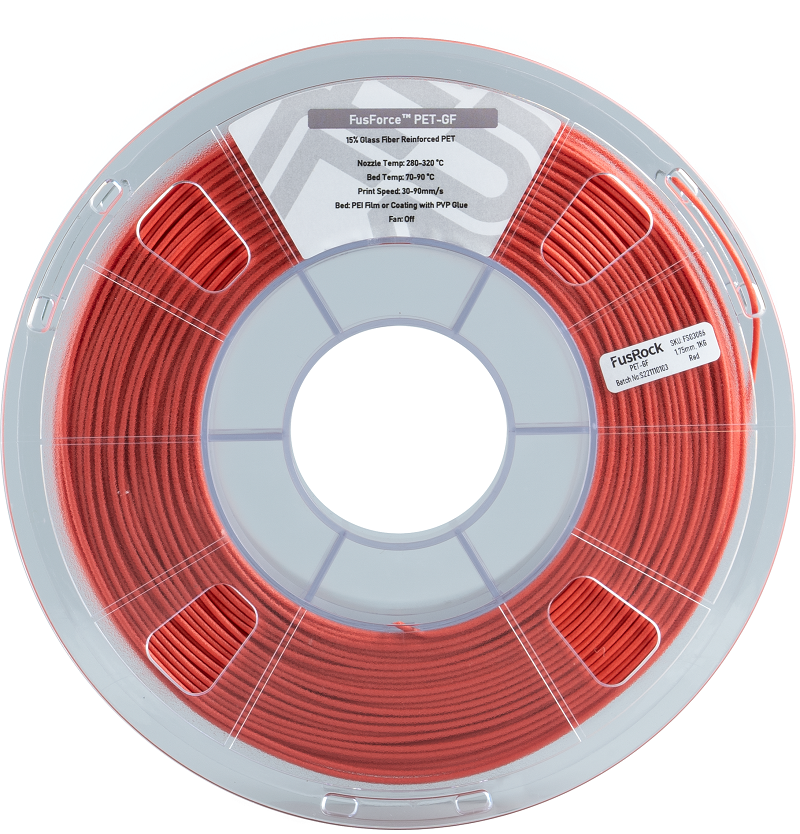 FusForce™ PET-GF
15% Glass Fiber Reinforced PET
Nozzle Temp: 280-320 °C
Bed Temp: 70-90 °C
Print Speed: 30-90mm/s
Bed: PEI Film or Coating with PVP Glue
Fan: Off
FusRock
PET-GF
Batch No:S221110103
SKU: FS03086
1.75mm. 1KG
Red